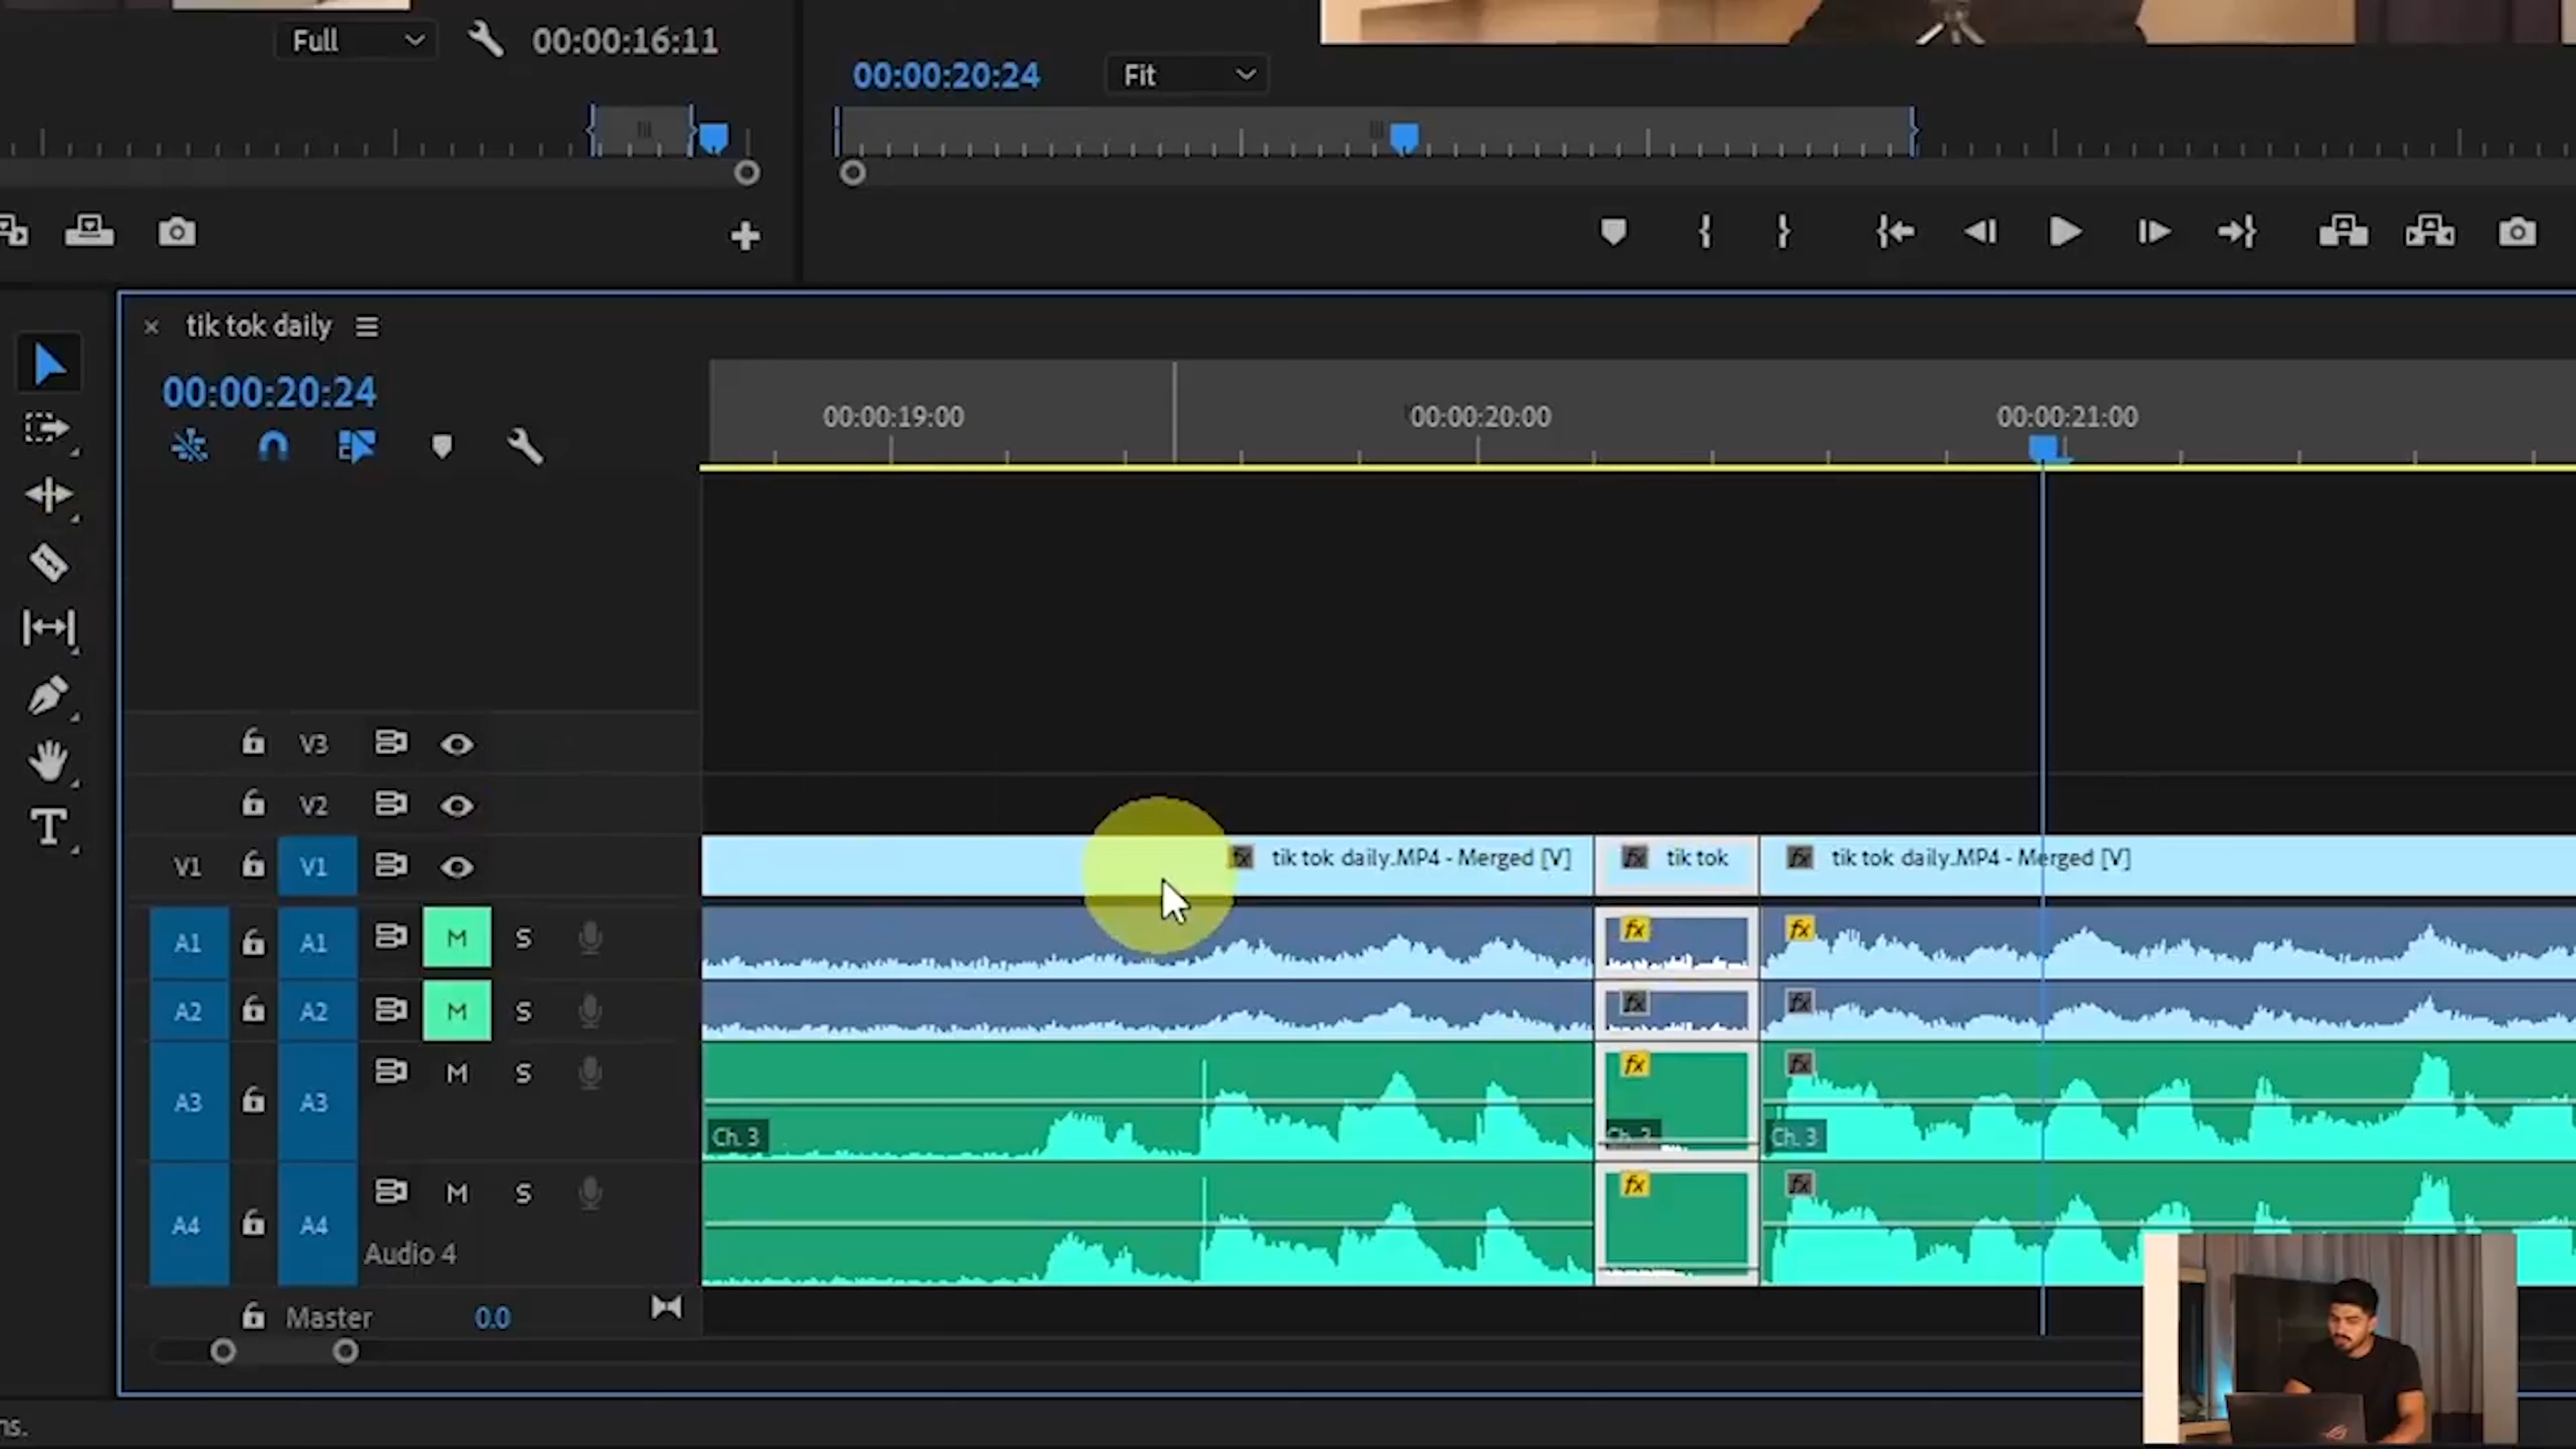 Full 00:00:16:11
00:00:20:24 Fit
tik tok daily
00:00:20:24
00:00:19:00 00:00:20:00 00:00:21:00
V3
V2
V1 V1
fx tik tok daily.MP4 - Merged [V] fx tik tok fx tik tok daily.MP4 - Merged [V]
A1 A1 M S fx fx
A2 A2 M S fx fx
A3 A3 M S fx fx
Ch. 3 Ch. 3 Ch. 3
A4 A4 M S fx fx
Audio 4
Master 0.0
ns.